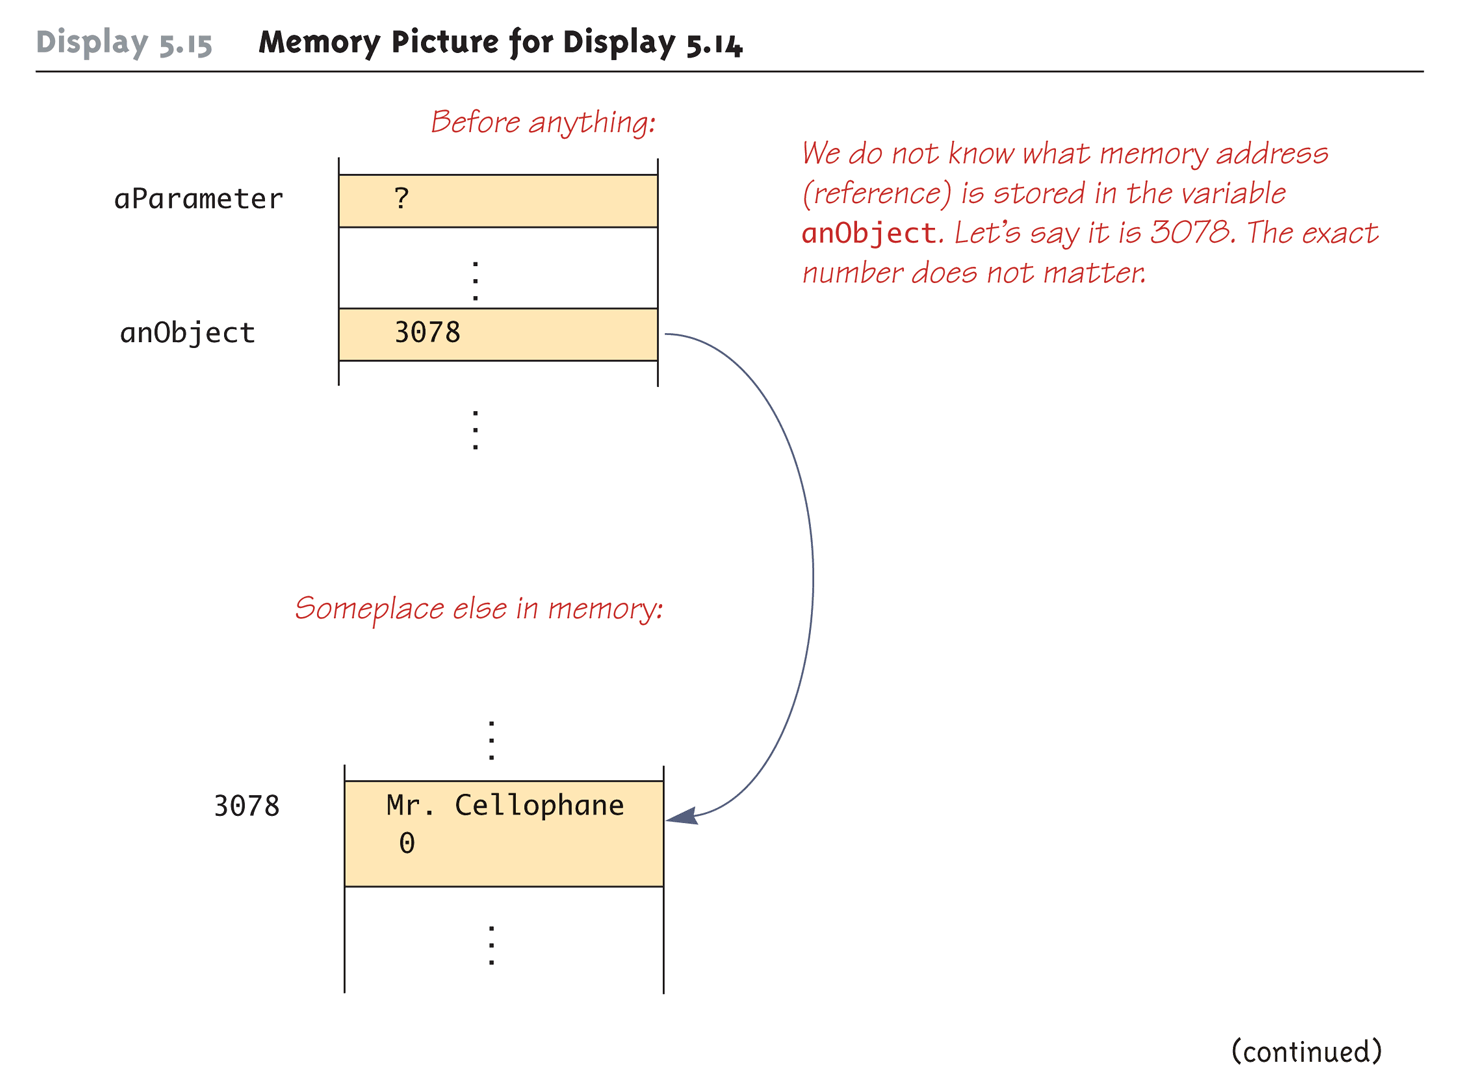 Display 5.15 Memory Picture for Display 5.14
Before anything:
We do not know what memory address
(reference) is stored in the variable
anObject. Let's say it is 3078. The exact
number does not matter.
aParameter ?
anObject 3078
Someplace else in memory:
3078 Mr. Cellophane
0
(continued)